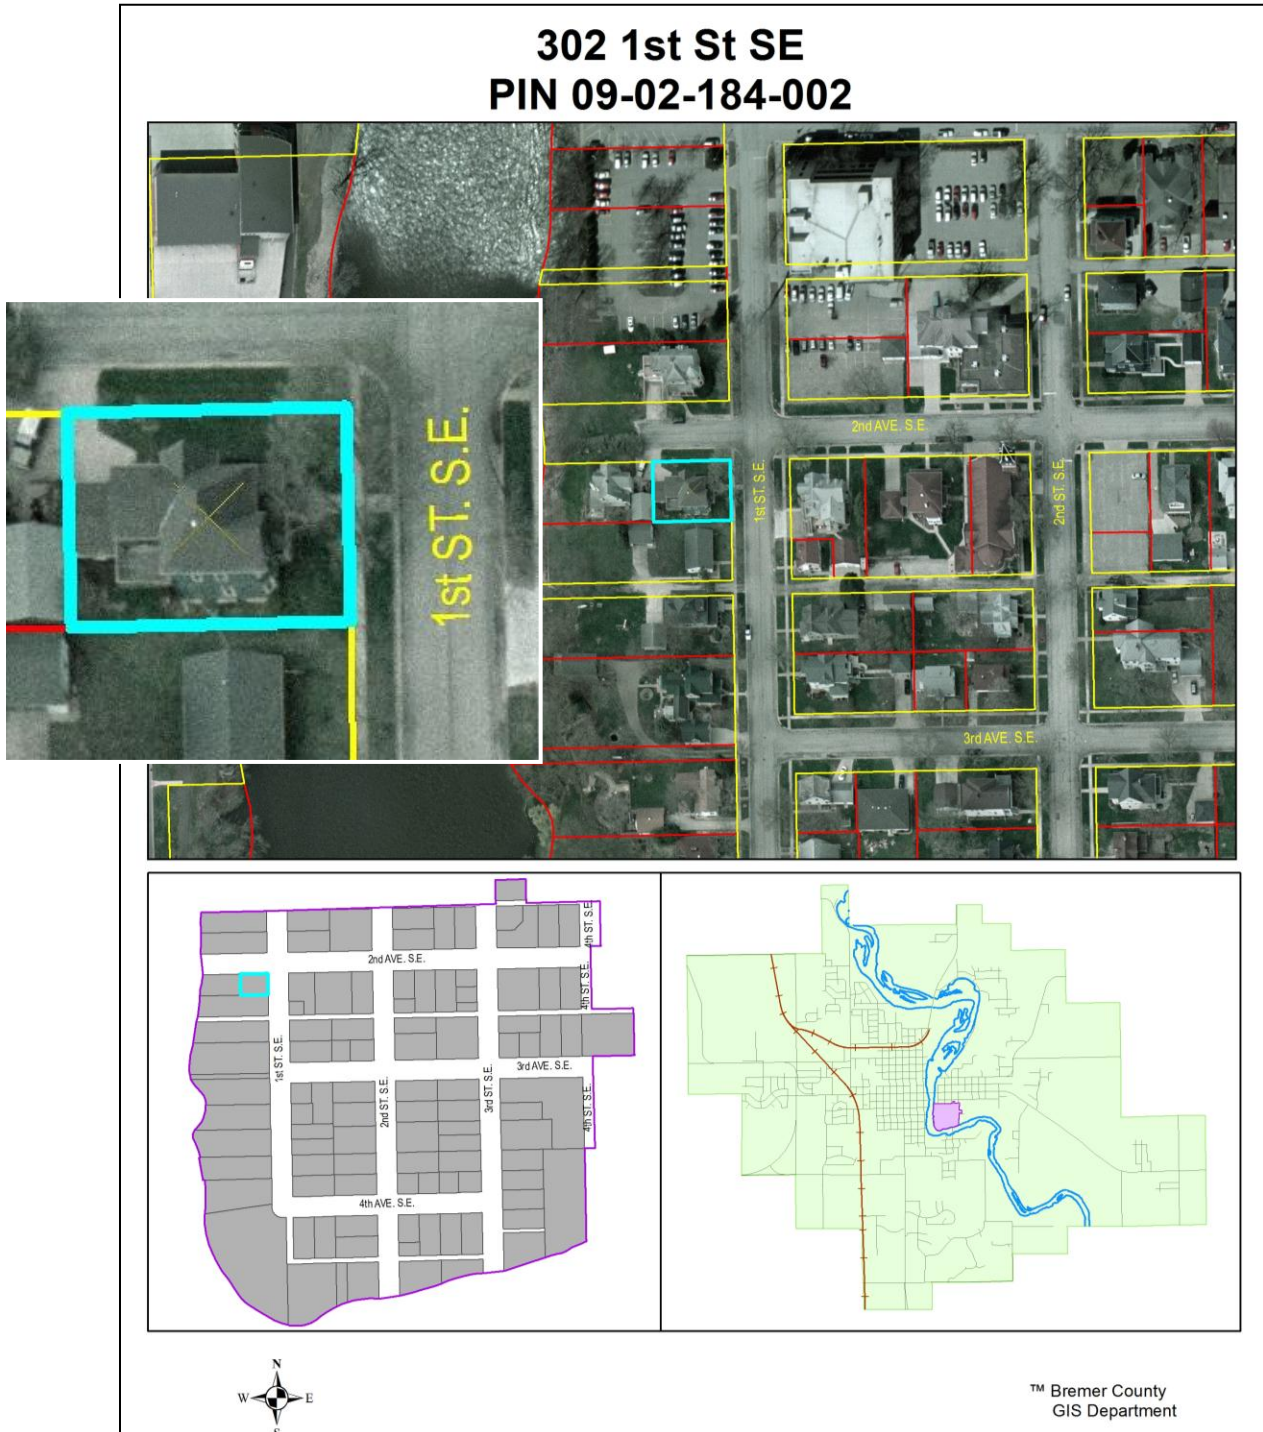 302 1st St SE
PIN 09-02-184-002
2nd AVE. S.E.
1st ST. S.E.
1st ST. S.E.
2nd ST. S.E.
3rd AVE. S.E.
4th ST. S.E.
2nd AVE. S.E.
4th ST. S.E.
1st ST. S.E.
3rd AVE. S.E.
2nd ST. S.E.
3rd ST. S.E.
4th ST. S.E.
4th AVE. S.E.
N
W E
S
™ Bremer County
GIS Department